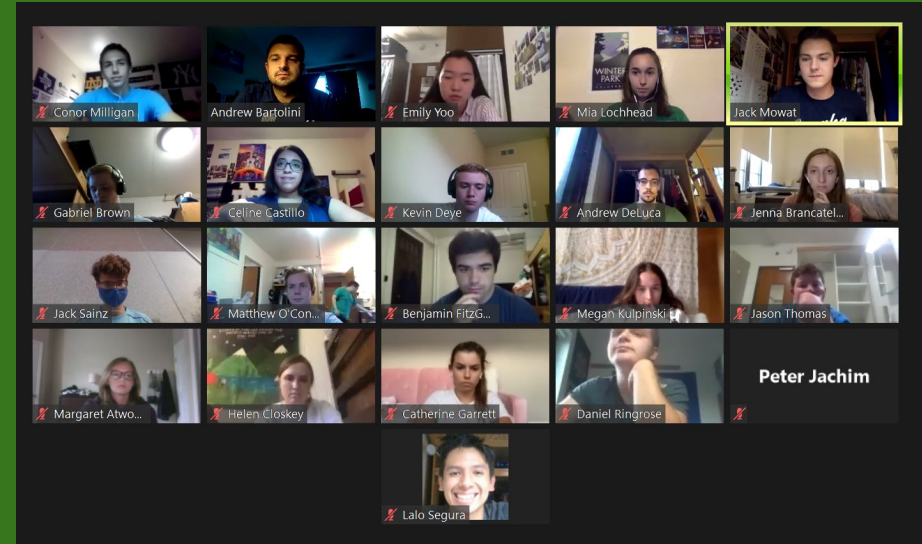 Conor Milligan
Andrew Bartolini
Emily Yoo
WINTER
PARK
Mia Lochhead
Jack Mowat
Gabriel Brown
Celine Castillo
Kevin Deye
Andrew DeLuca
Jenna Brancatel...
Jack Sainz
Matthew O'Con...
Benjamin FitzG...
Megan Kulpinski
Jason Thomas
Margaret Atwo...
Helen Closkey
Catherine Garrett
Daniel Ringrose
Peter Jachim
Lalo Segura